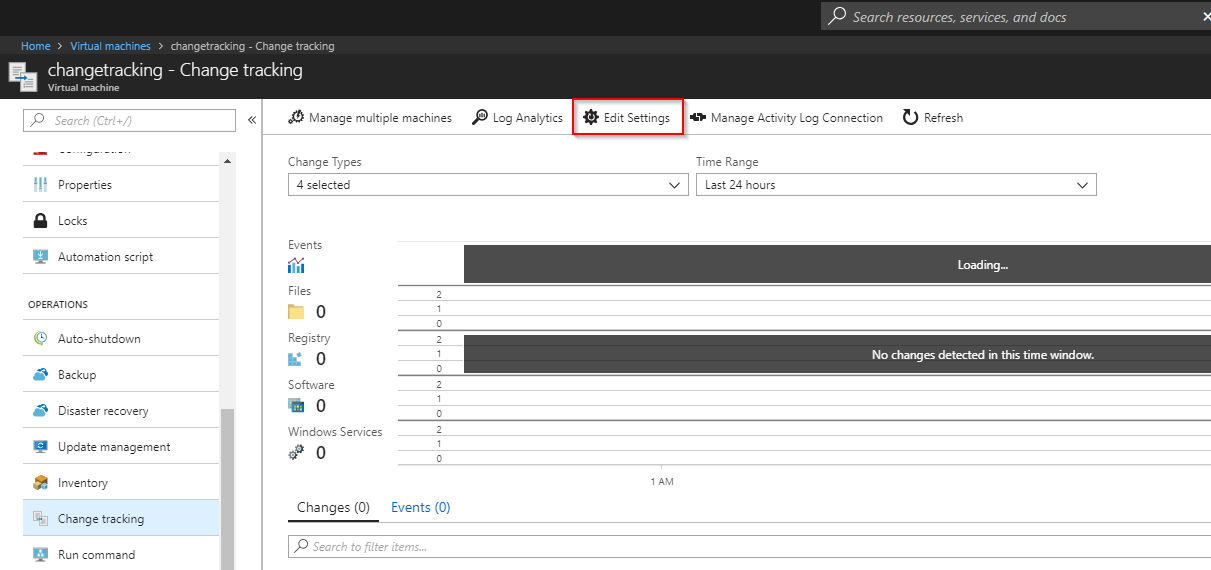 Search resources, services, and docs
Home > Virtual machines > changetracking - Change tracking
changetracking - Change tracking
Virtual machine
Search (Ctrl+/)
Configuration
Properties
Locks
Automation script
OPERATIONS
Auto-shutdown
Backup
Disaster recovery
Update management
Inventory
Change tracking
Run command
Manage multiple machines Log Analytics Edit Settings Manage Activity Log Connection Refresh
Change Types Time Range
4 selected Last 24 hours
Events
Loading...
Files
0
2
1
0
Registry
0
2
1
0
No changes detected in this time window.
Software
0
2
1
0
Windows Services
0
2
1
0
1 AM
Changes (0) Events (0)
Search to filter items...